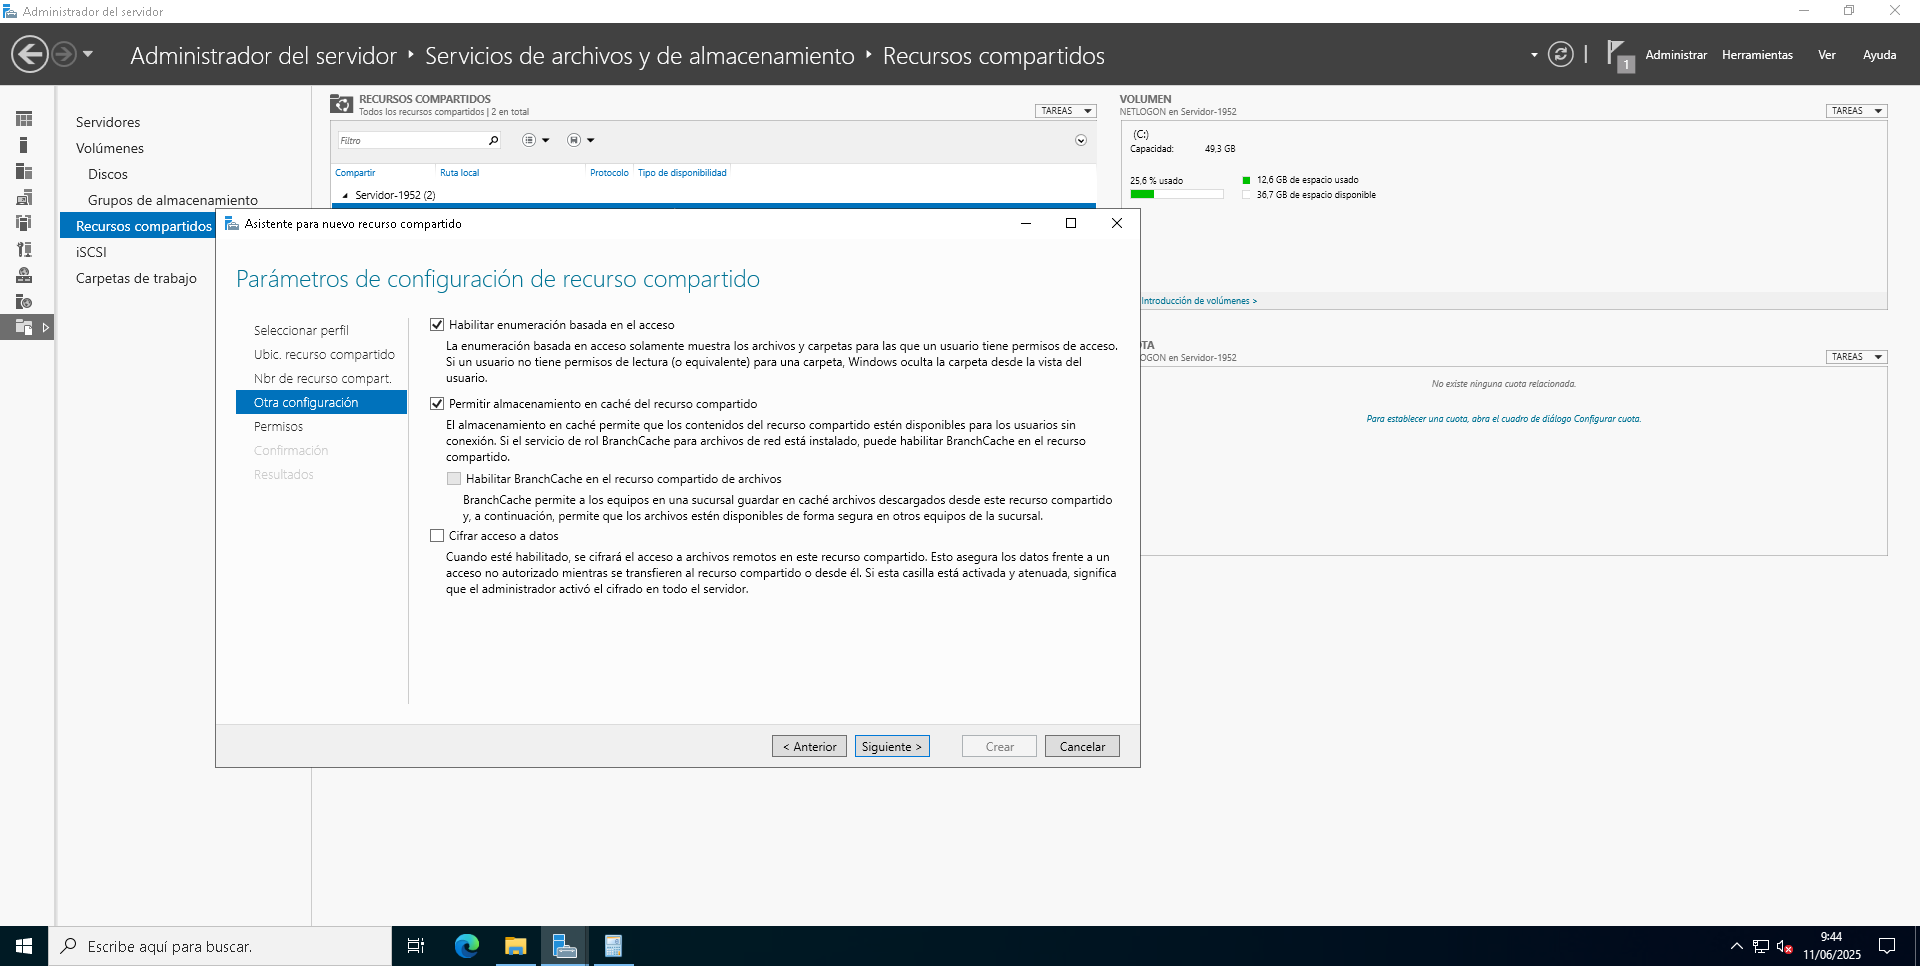 Administrador del servidor
Administrador del servidor ‣ Servicios de archivos y de almacenamiento ‣ Recursos compartidos
1
Administrar
Herramientas
Ver
Ayuda
Servidores
Volúmenes
Discos
Grupos de almacenamiento
Recursos compartidos
iSCSI
Carpetas de trabajo
RECURSOS COMPARTIDOS
Todos los recursos compartidos | 2 en total
TAREAS
Filtro
Compartir
Ruta local
Protocolo
Tipo de disponibilidad
Servidor-1952 (2)
VOLUMEN
NETLOGON en Servidor-1952
TAREAS
(C:)
Capacidad:
49,3 GB
25,6 % usado
12,6 GB de espacio usado
36,7 GB de espacio disponible
Introducción de volúmenes >
TA
OGON en Servidor-1952
TAREAS
No existe ninguna cuota relacionada.
Para establecer una cuota, abra el cuadro de diálogo Configurar cuota.
Asistente para nuevo recurso compartido
Parámetros de configuración de recurso compartido
Seleccionar perfil
Ubic. recurso compartido
Nbr de recurso compart.
Otra configuración
Permisos
Confirmación
Resultados
Habilitar enumeración basada en el acceso
La enumeración basada en acceso solamente muestra los archivos y carpetas para las que un usuario tiene permisos de acceso.
Si un usuario no tiene permisos de lectura (o equivalente) para una carpeta, Windows oculta la carpeta desde la vista del
usuario.
Permitir almacenamiento en caché del recurso compartido
El almacenamiento en caché permite que los contenidos del recurso compartido estén disponibles para los usuarios sin
conexión. Si el servicio de rol BranchCache para archivos de red está instalado, puede habilitar BranchCache en el recurso
compartido.
Habilitar BranchCache en el recurso compartido de archivos
BranchCache permite a los equipos en una sucursal guardar en caché archivos descargados desde este recurso compartido
y, a continuación, permite que los archivos estén disponibles de forma segura en otros equipos de la sucursal.
Cifrar acceso a datos
Cuando esté habilitado, se cifrará el acceso a archivos remotos en este recurso compartido. Esto asegura los datos frente a un
acceso no autorizado mientras se transfieren al recurso compartido o desde él. Si esta casilla está activada y atenuada, significa
que el administrador activó el cifrado en todo el servidor.
< Anterior
Siguiente >
Crear
Cancelar
Escribe aquí para buscar.
9:44
11/06/2025